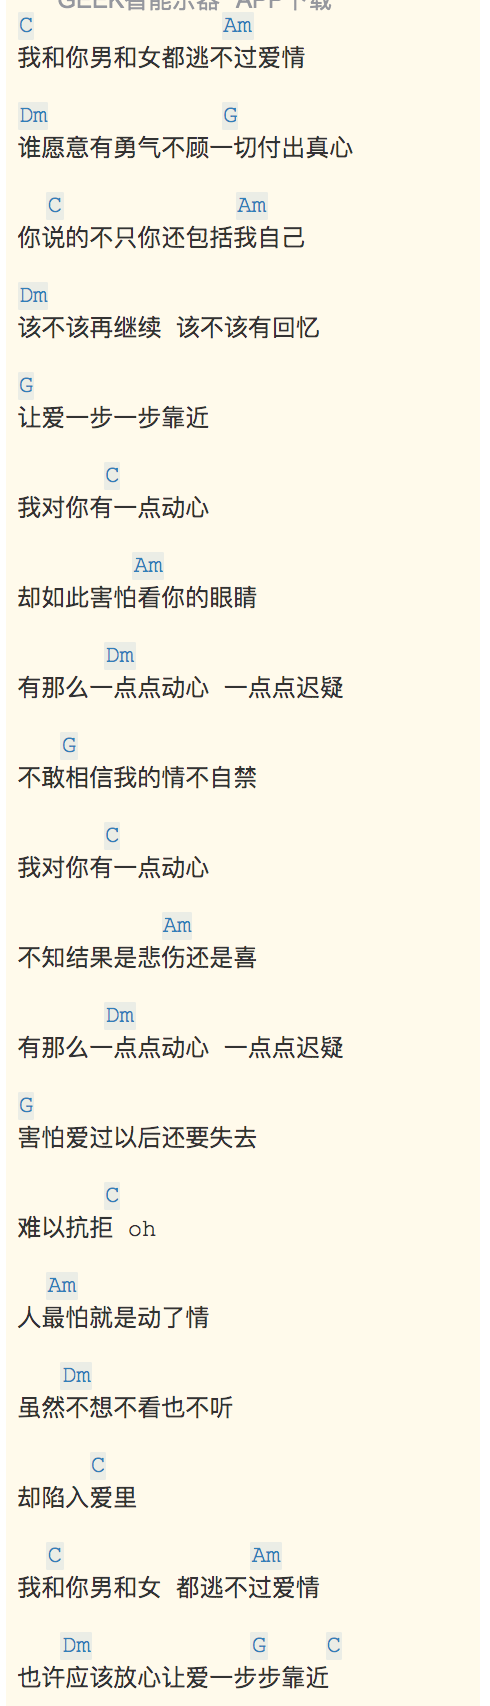 GEEK智能乐器 APP下载
C Am
我和你男和女都逃不过爱情
Dm G
谁愿意有勇气不顾一切付出真心
C Am
你说的不只你还包括我自己
Dm
该不该再继续 该不该有回忆
G
让爱一步一步靠近
C
我对你有一点动心
Am
却如此害怕看你的眼睛
Dm
有那么一点点动心 一点点迟疑
G
不敢相信我的情不自禁
C
我对你有一点动心
Am
不知结果是悲伤还是喜
Dm
有那么一点点动心 一点点迟疑
G
害怕爱过以后还要失去
C
难以抗拒 oh
Am
人最怕就是动了情
Dm
虽然不想不看也不听
C
却陷入爱里
C Am
我和你男和女 都逃不过爱情
Dm G C
也许应该放心让爱一步步靠近